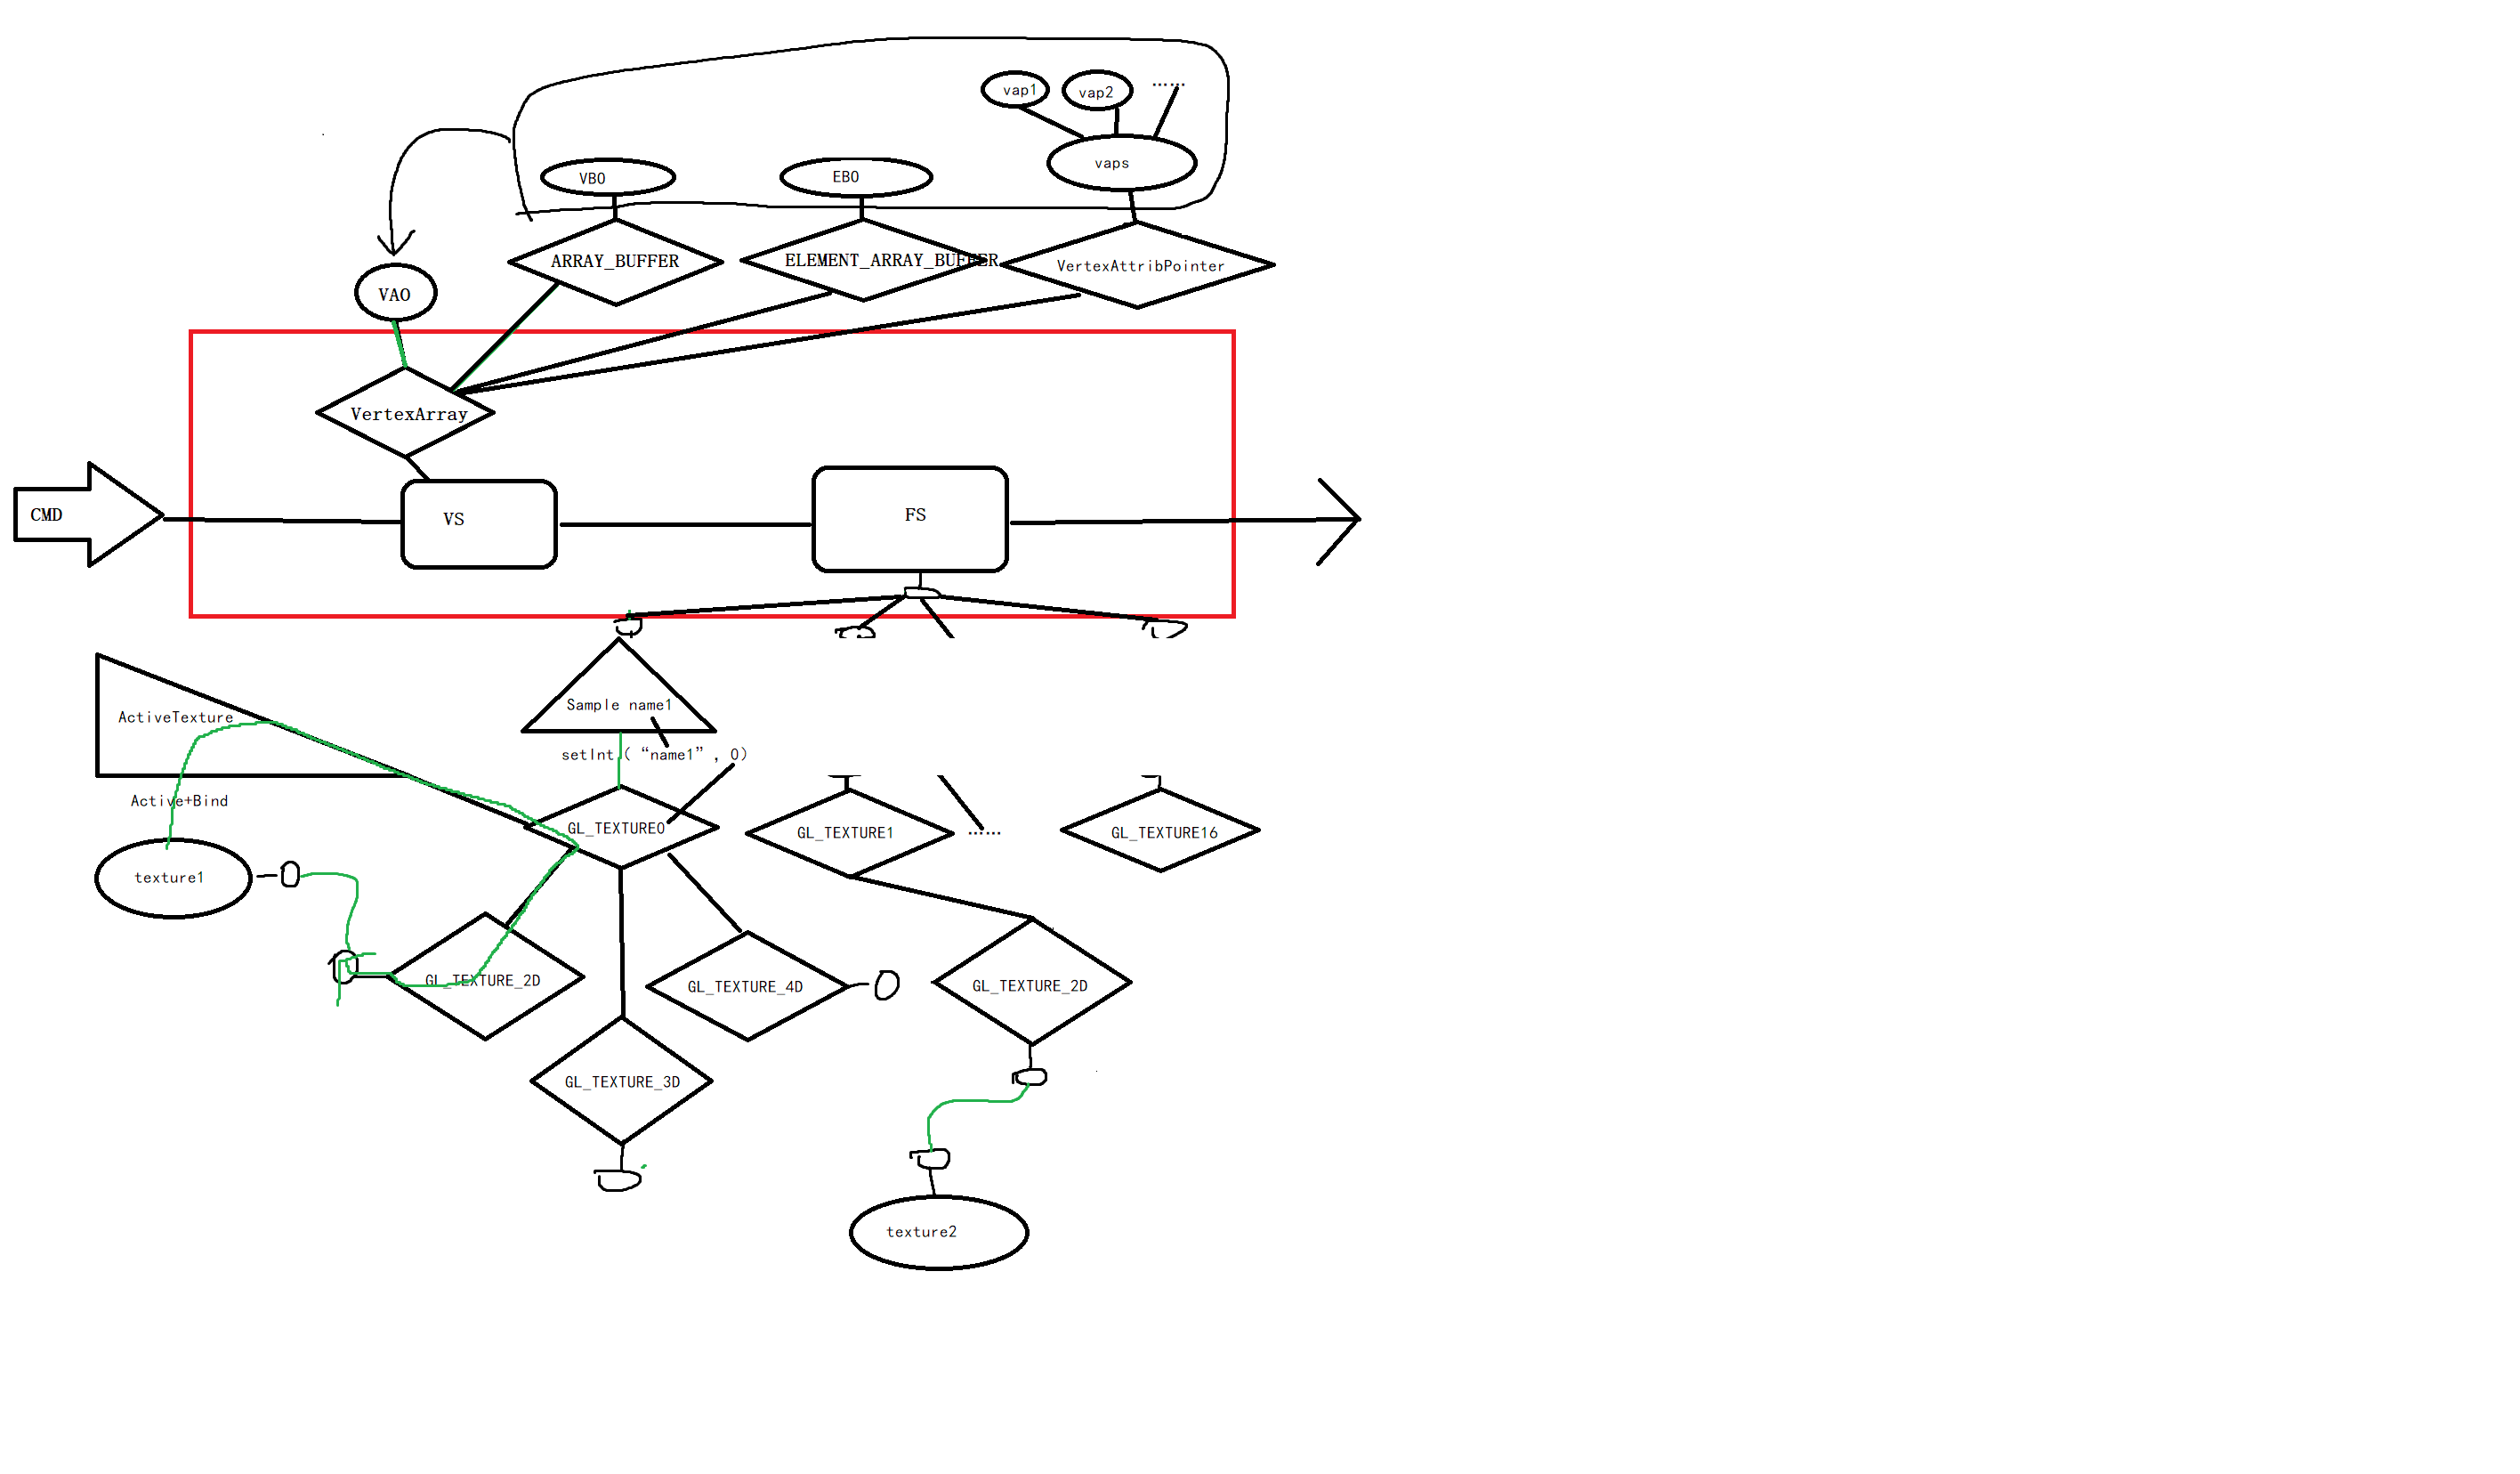 vap1
vap2
……
vaps
VBO
EBO
ARRAY_BUFFER
ELEMENT_ARRAY_BUFFER
VertexAttribPointer
VAO
VertexArray
CMD
VS
FS
Sample name1
ActiveTexture
setInt(“name1”, 0)
Active+Bind
GL_TEXTURE0
GL_TEXTURE1
……
GL_TEXTURE16
texture1
GL_TEXTURE_2D
GL_TEXTURE_4D
GL_TEXTURE_2D
GL_TEXTURE_3D
texture2